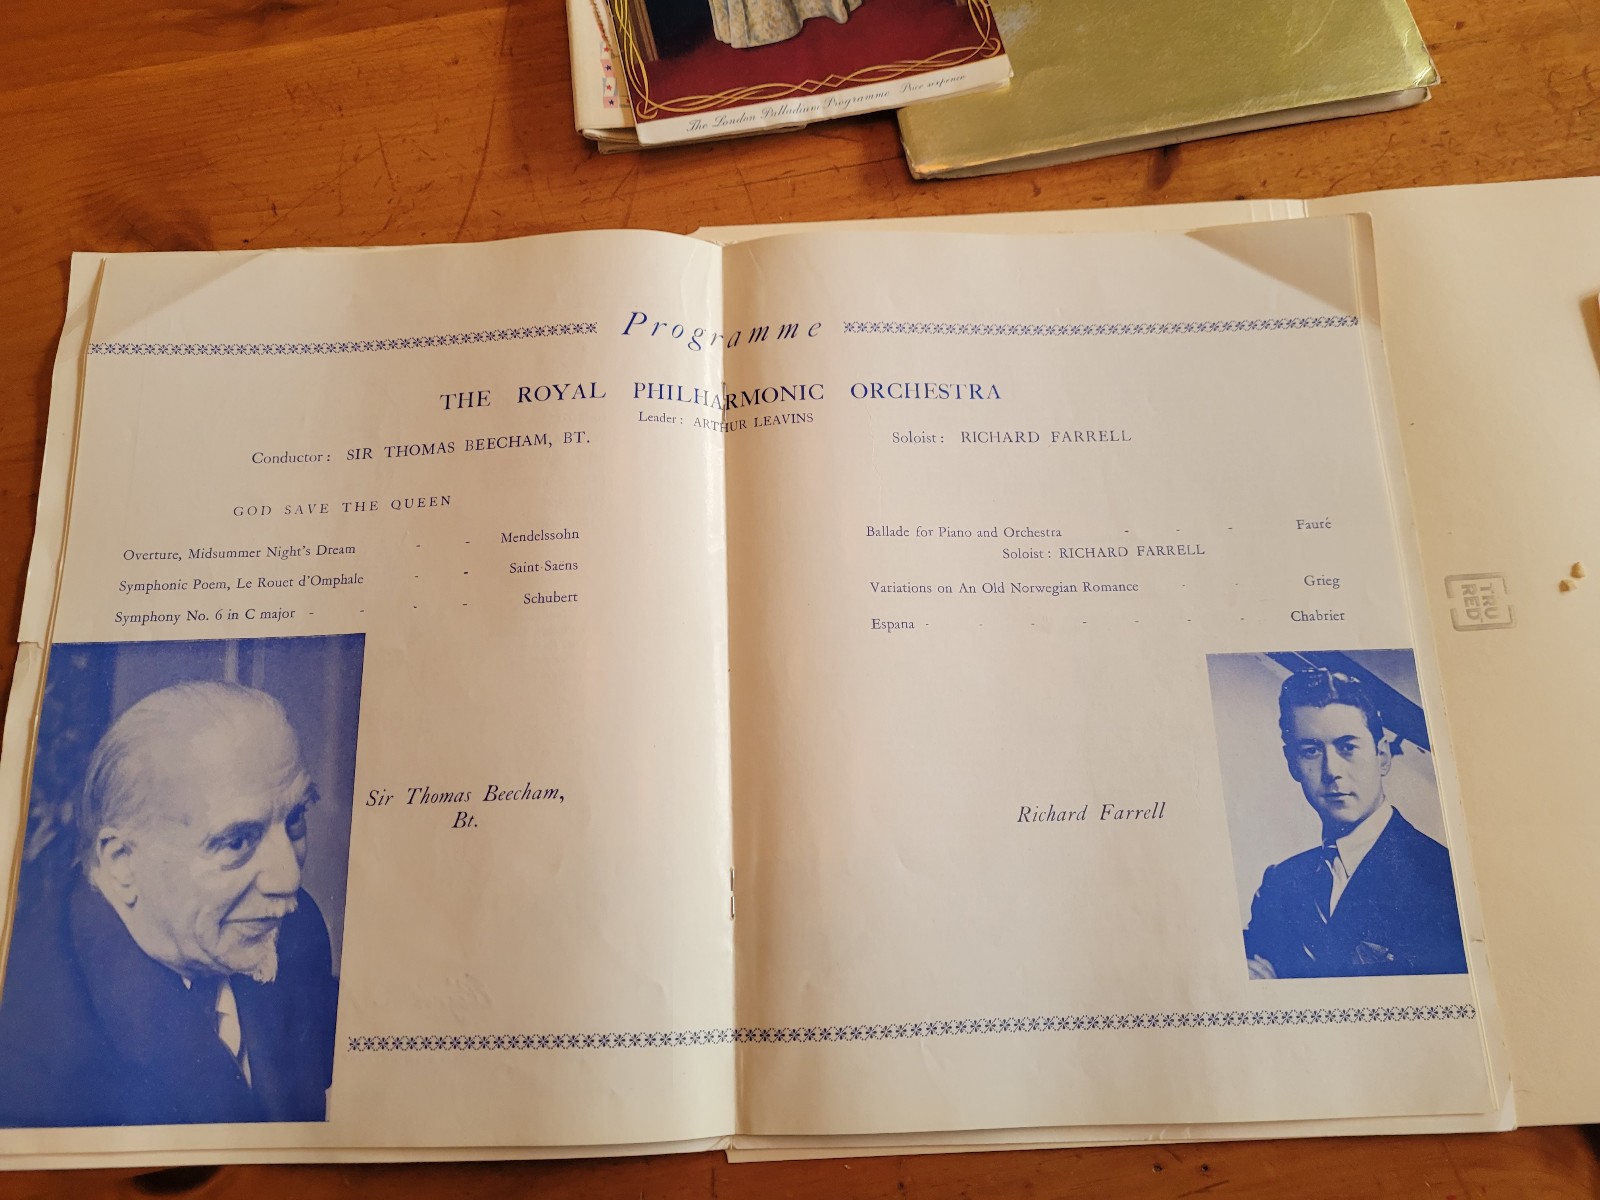 The London Palladium Programme Price sixpence
Programme
THE ROYAL PHILHARMONIC ORCHESTRA
Leader: ARTHUR LEAVINS
Conductor: SIR THOMAS BEECHAM, BT.
GOD SAVE THE QUEEN
Overture, Midsummer Night's Dream - - Mendelssohn
Symphonic Poem, Le Rouet d'Omphale - - Saint-Saëns
Symphony No. 6 in C major - - - - Schubert
Sir Thomas Beecham,
Bt.
Soloist: RICHARD FARRELL
Ballade for Piano and Orchestra - - - Fauré
Soloist: RICHARD FARRELL
Variations on An Old Norwegian Romance - - Grieg
Espana - - - - - - - Chabrier
Richard Farrell
TRU
RED